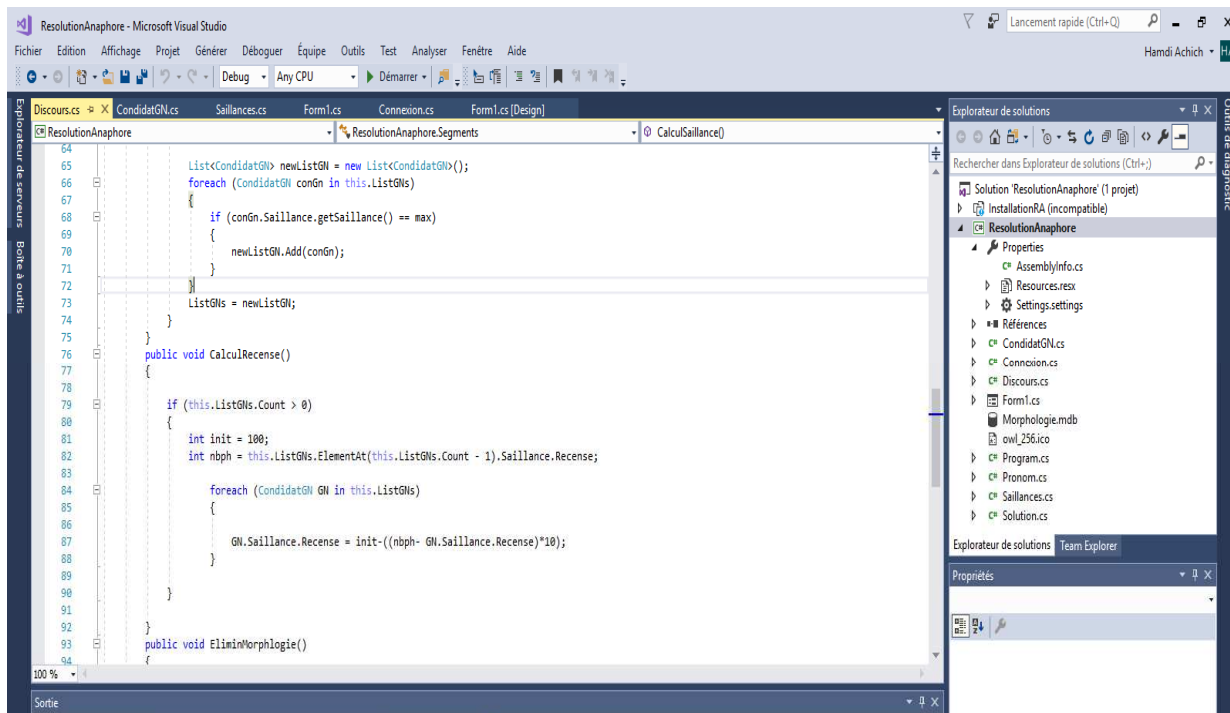 ResolutionAnaphore - Microsoft Visual Studio
Lancement rapide (Ctrl+Q)
Fichier Edition Affichage Projet Générer Déboguer Équipe Outils Test Analyser Fenêtre Aide
Hamdi Achich
Debug Any CPU Démarrer
Explorateur de serveurs
Boîte à outils
Discours.cs CondidatGN.cs Saillances.cs Form1.cs Connexion.cs Form1.cs [Design]
ResolutionAnaphore ResolutionAnaphore.Segments CalculSaillance()
64
65 List<CondidatGN> newListGN = new List<CondidatGN>();
66 foreach (CondidatGN conGn in this.ListGNs)
67 {
68 if (conGn.Saillance.getSaillance() == max)
69 {
70 newListGN.Add(conGn);
71 }
72 }
73 ListGNs = newListGN;
74 }
75 }
76 public void CalculRecense()
77 {
78
79 if (this.ListGNs.Count > 0)
80 {
81 int init = 100;
82 int nbph = this.ListGNs.ElementAt(this.ListGNs.Count - 1).Saillance.Recense;
83
84 foreach (CondidatGN GN in this.ListGNs)
85 {
86
87 GN.Saillance.Recense = init-((nbph- GN.Saillance.Recense)*10);
88 }
89
90 }
91
92 }
93 public void EliminMorphlogie()
94 {
100 %
Sortie
Explorateur de solutions
Rechercher dans Explorateur de solutions (Ctrl+;)
Solution 'ResolutionAnaphore' (1 projet)
InstallationRA (incompatible)
C# ResolutionAnaphore
Properties
C# AssemblyInfo.cs
Resources.resx
Settings.settings
Références
C# CondidatGN.cs
C# Connexion.cs
C# Discours.cs
Form1.cs
Morphologie.mdb
owl_256.ico
C# Program.cs
C# Pronom.cs
C# Saillances.cs
C# Solution.cs
Explorateur de solutions Team Explorer
Propriétés
Outils de diagnostic